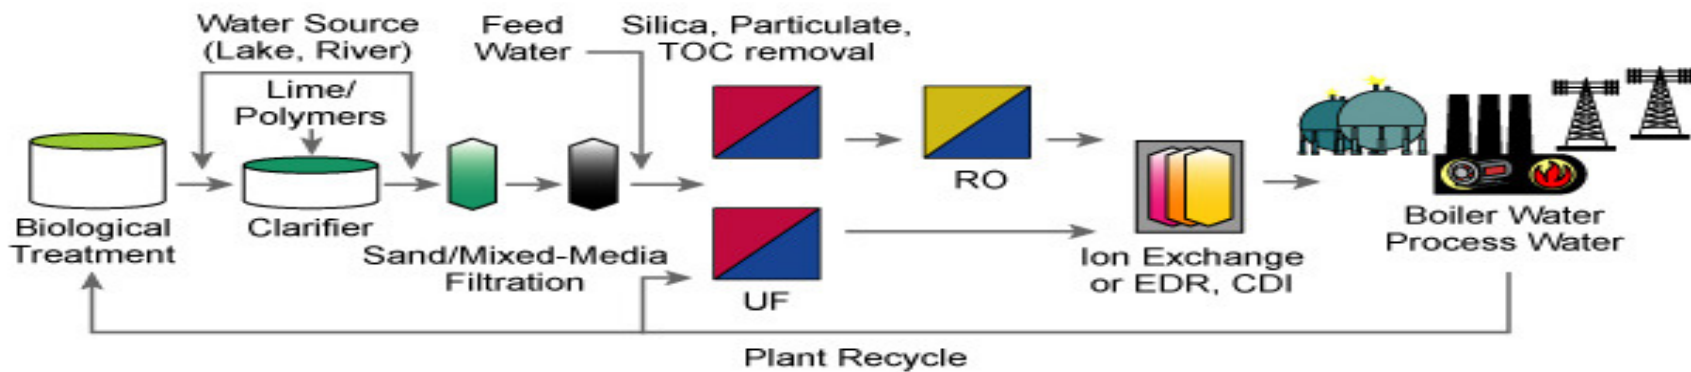 Water Source
(Lake, River)
Feed
Water
Silica, Particulate,
TOC removal
Lime/
Polymers
Biological
Treatment
Clarifier
Sand/Mixed-Media
Filtration
UF
RO
Ion Exchange
or EDR, CDI
Boiler Water
Process Water
Plant Recycle